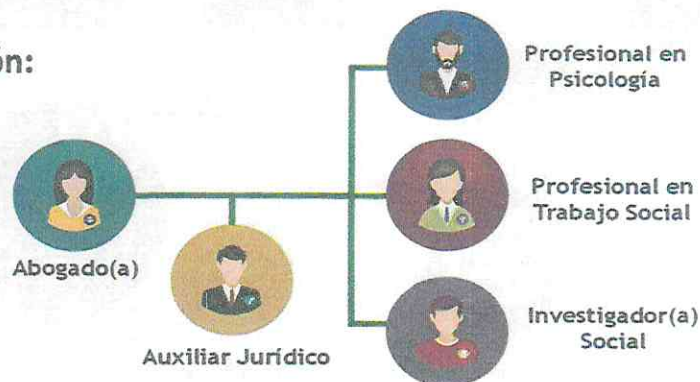 ón:
Profesional en
Psicología
Profesional en
Trabajo Social
Abogado(a)
Investigador(a)
Social
Auxiliar Jurídico